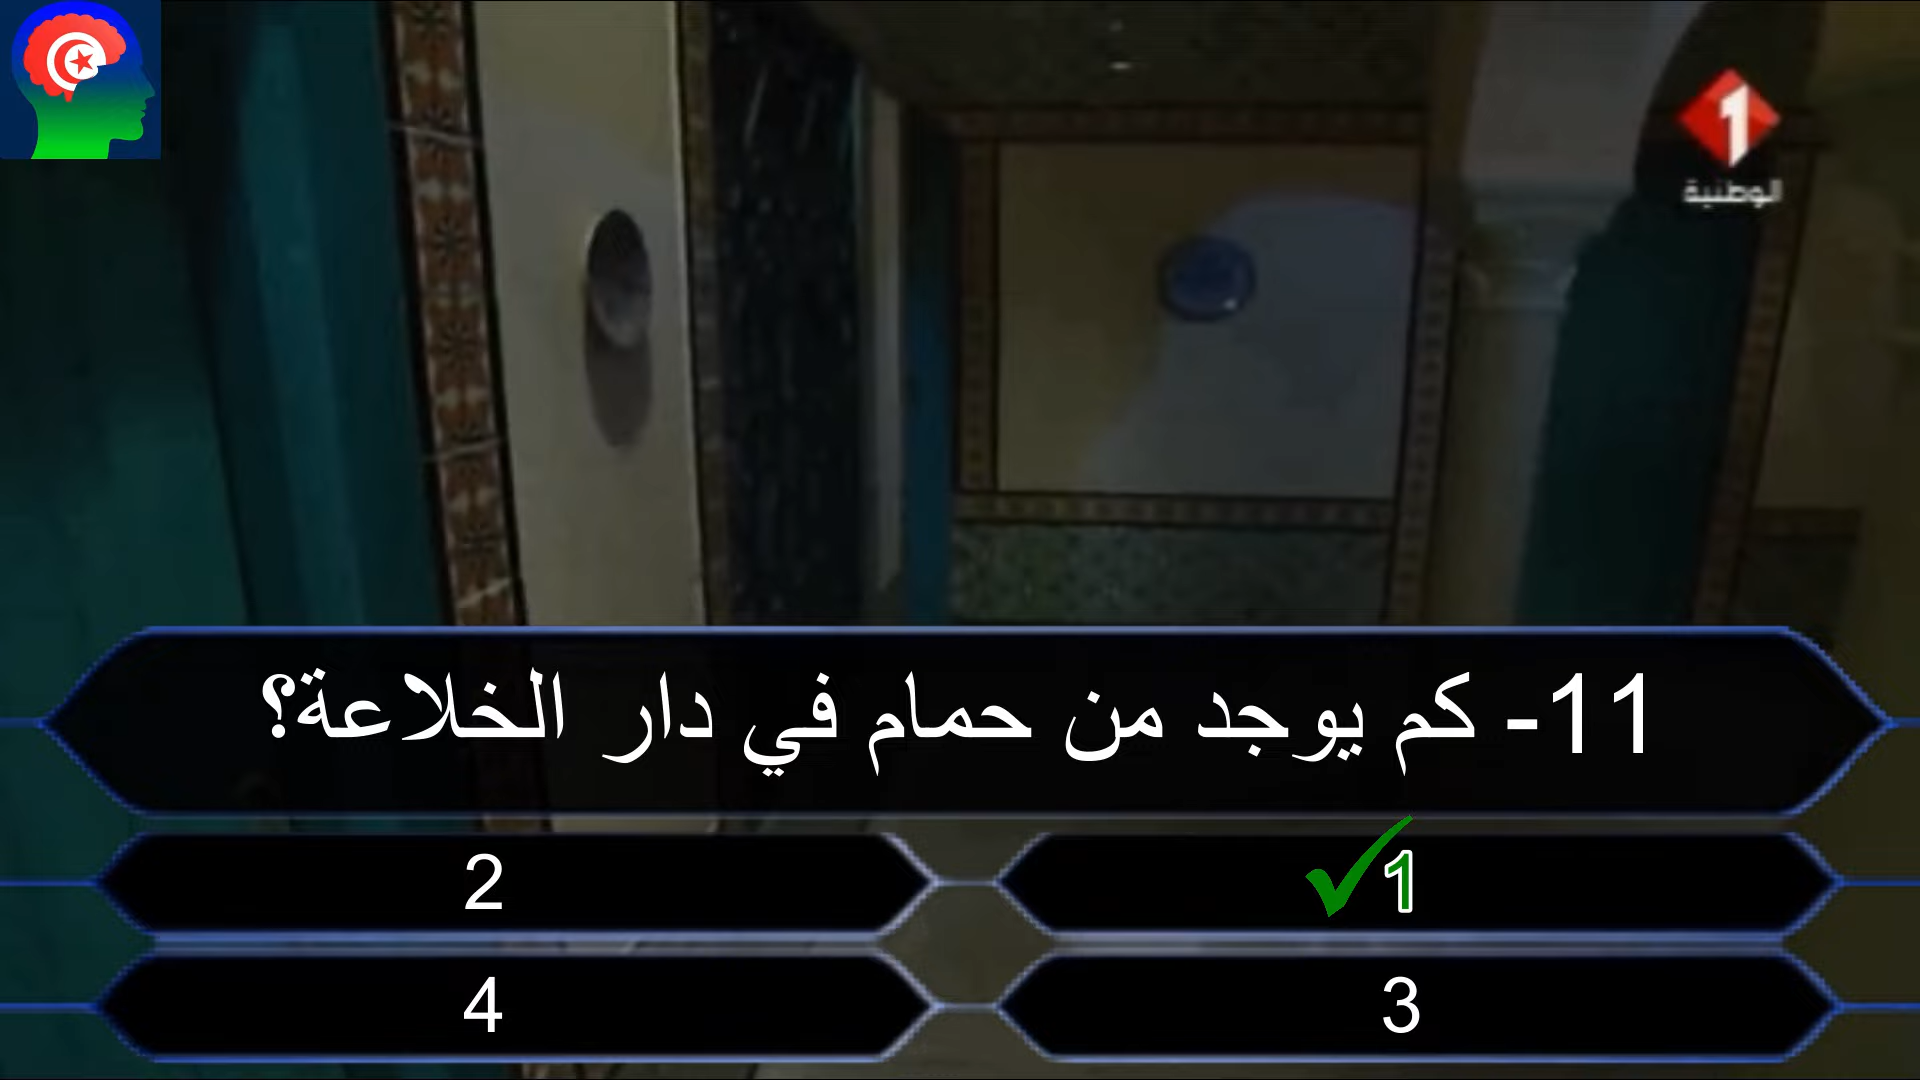 الوطنية
11- كم يوجد من حمام في دار الخلاعة؟
1
2
3
4